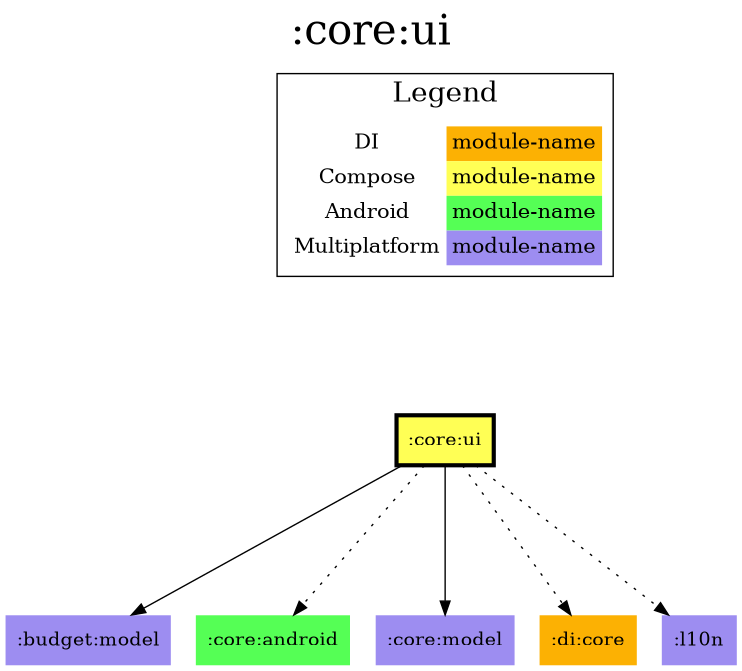 :core:ui
Legend
DI module-name
Compose module-name
Android module-name
Multiplatform module-name
:core:ui
:budget:model :core:android :core:model :di:core :l10n